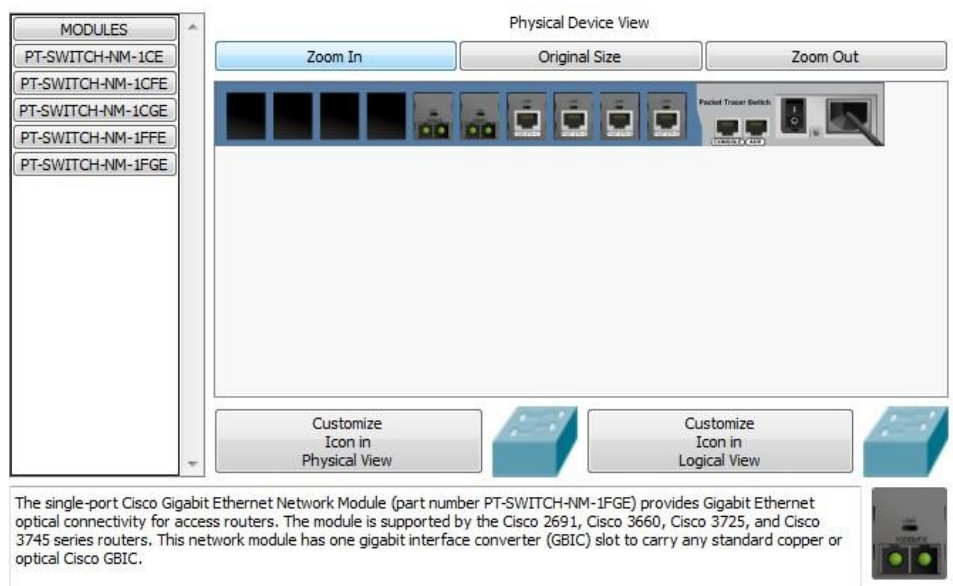 MODULES
PT-SWITCH-NM-1CE
PT-SWITCH-NM-1CFE
PT-SWITCH-NM-1CGE
PT-SWITCH-NM-1FFE
PT-SWITCH-NM-1FGE
Physical Device View
Zoom In
Original Size
Zoom Out
Packet Tracer Switch
CONSOLE AUX
Customize
Icon in
Physical View
Customize
Icon in
Logical View
The single-port Cisco Gigabit Ethernet Network Module (part number PT-SWITCH-NM-1FGE) provides Gigabit Ethernet
optical connectivity for access routers. The module is supported by the Cisco 2691, Cisco 3660, Cisco 3725, and Cisco
3745 series routers. This network module has one gigabit interface converter (GBIC) slot to carry any standard copper or
optical Cisco GBIC.